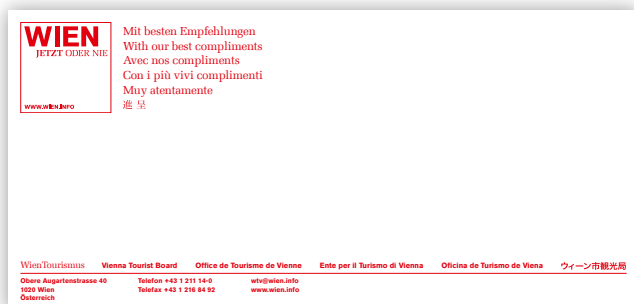 WIEN
JETZT ODER NIE
WWW.WIEN.INFO
Mit besten Empfehlungen
With our best compliments
Avec nos compliments
Con i più vivi complimenti
Muy atentamente
進 呈
WienTourismus Vienna Tourist Board Office de Tourisme de Vienne Ente per il Turismo di Vienna Oficina de Turismo de Viena ウィーン市観光局
Obere Augartenstrasse 40 Telefon +43 1 211 14-0 wtv@wien.info
1020 Wien Telefax +43 1 216 84 92 www.wien.info
Österreich